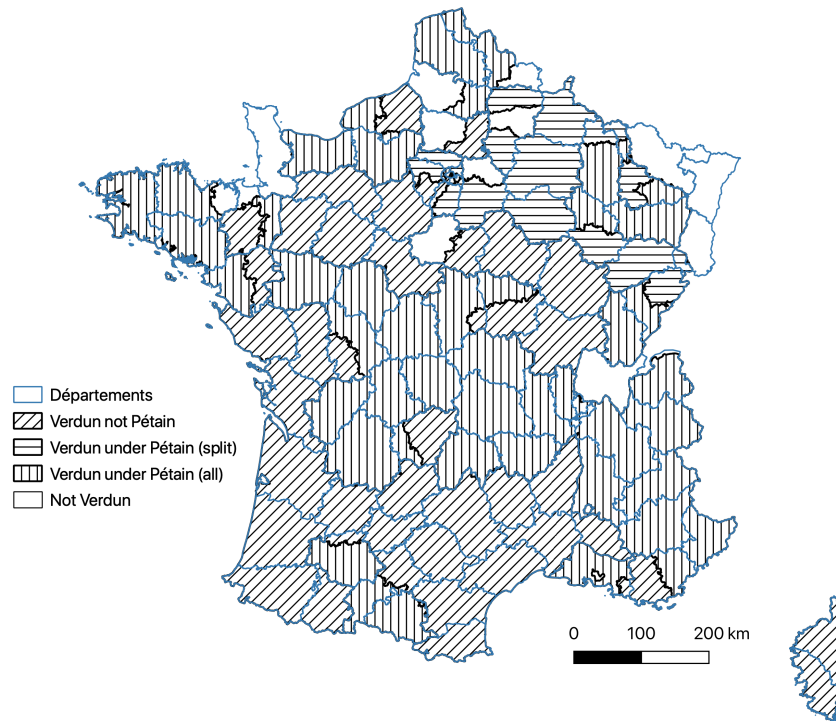 Départements
Verdun not Pétain
Verdun under Pétain (split)
Verdun under Pétain (all)
Not Verdun
0 100 200 km